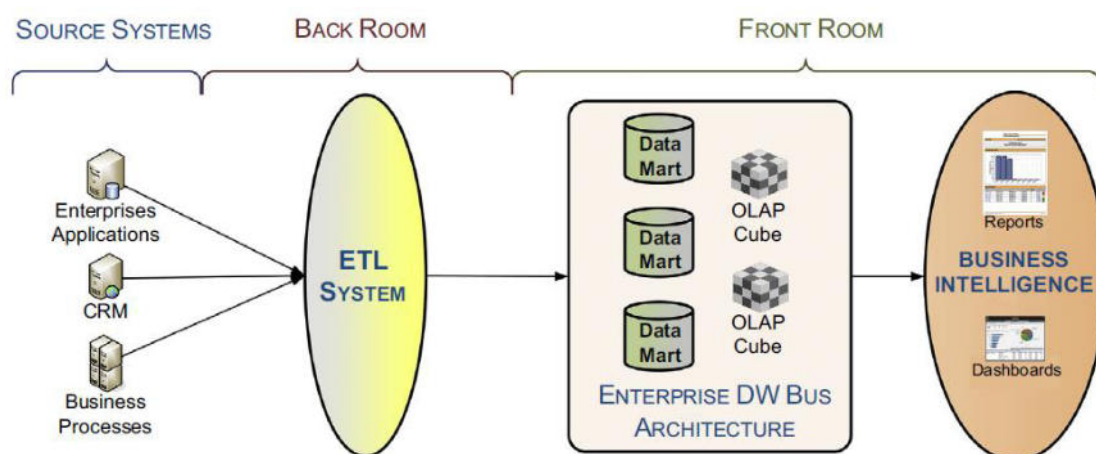 SOURCE SYSTEMS
BACK ROOM
FRONT ROOM
Enterprises
Applications
CRM
Business
Processes
ETL
SYSTEM
Data
Mart
Data
Mart
Data
Mart
OLAP
Cube
OLAP
Cube
ENTERPRISE DW BUS
ARCHITECTURE
Reports
BUSINESS
INTELLIGENCE
Dashboards